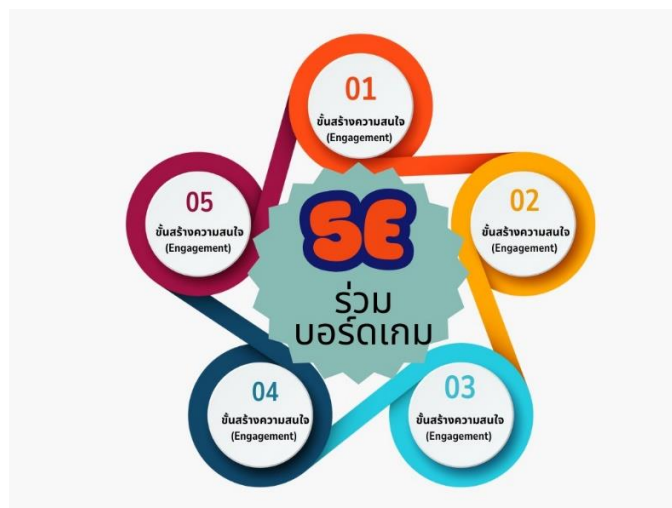 01
ขั้นสร้างความสนใจ
(Engagement)
02
ขั้นสร้างความสนใจ
(Engagement)
03
ขั้นสร้างความสนใจ
(Engagement)
04
ขั้นสร้างความสนใจ
(Engagement)
05
ขั้นสร้างความสนใจ
(Engagement)
5E
ร่วม
บอร์ดเกม